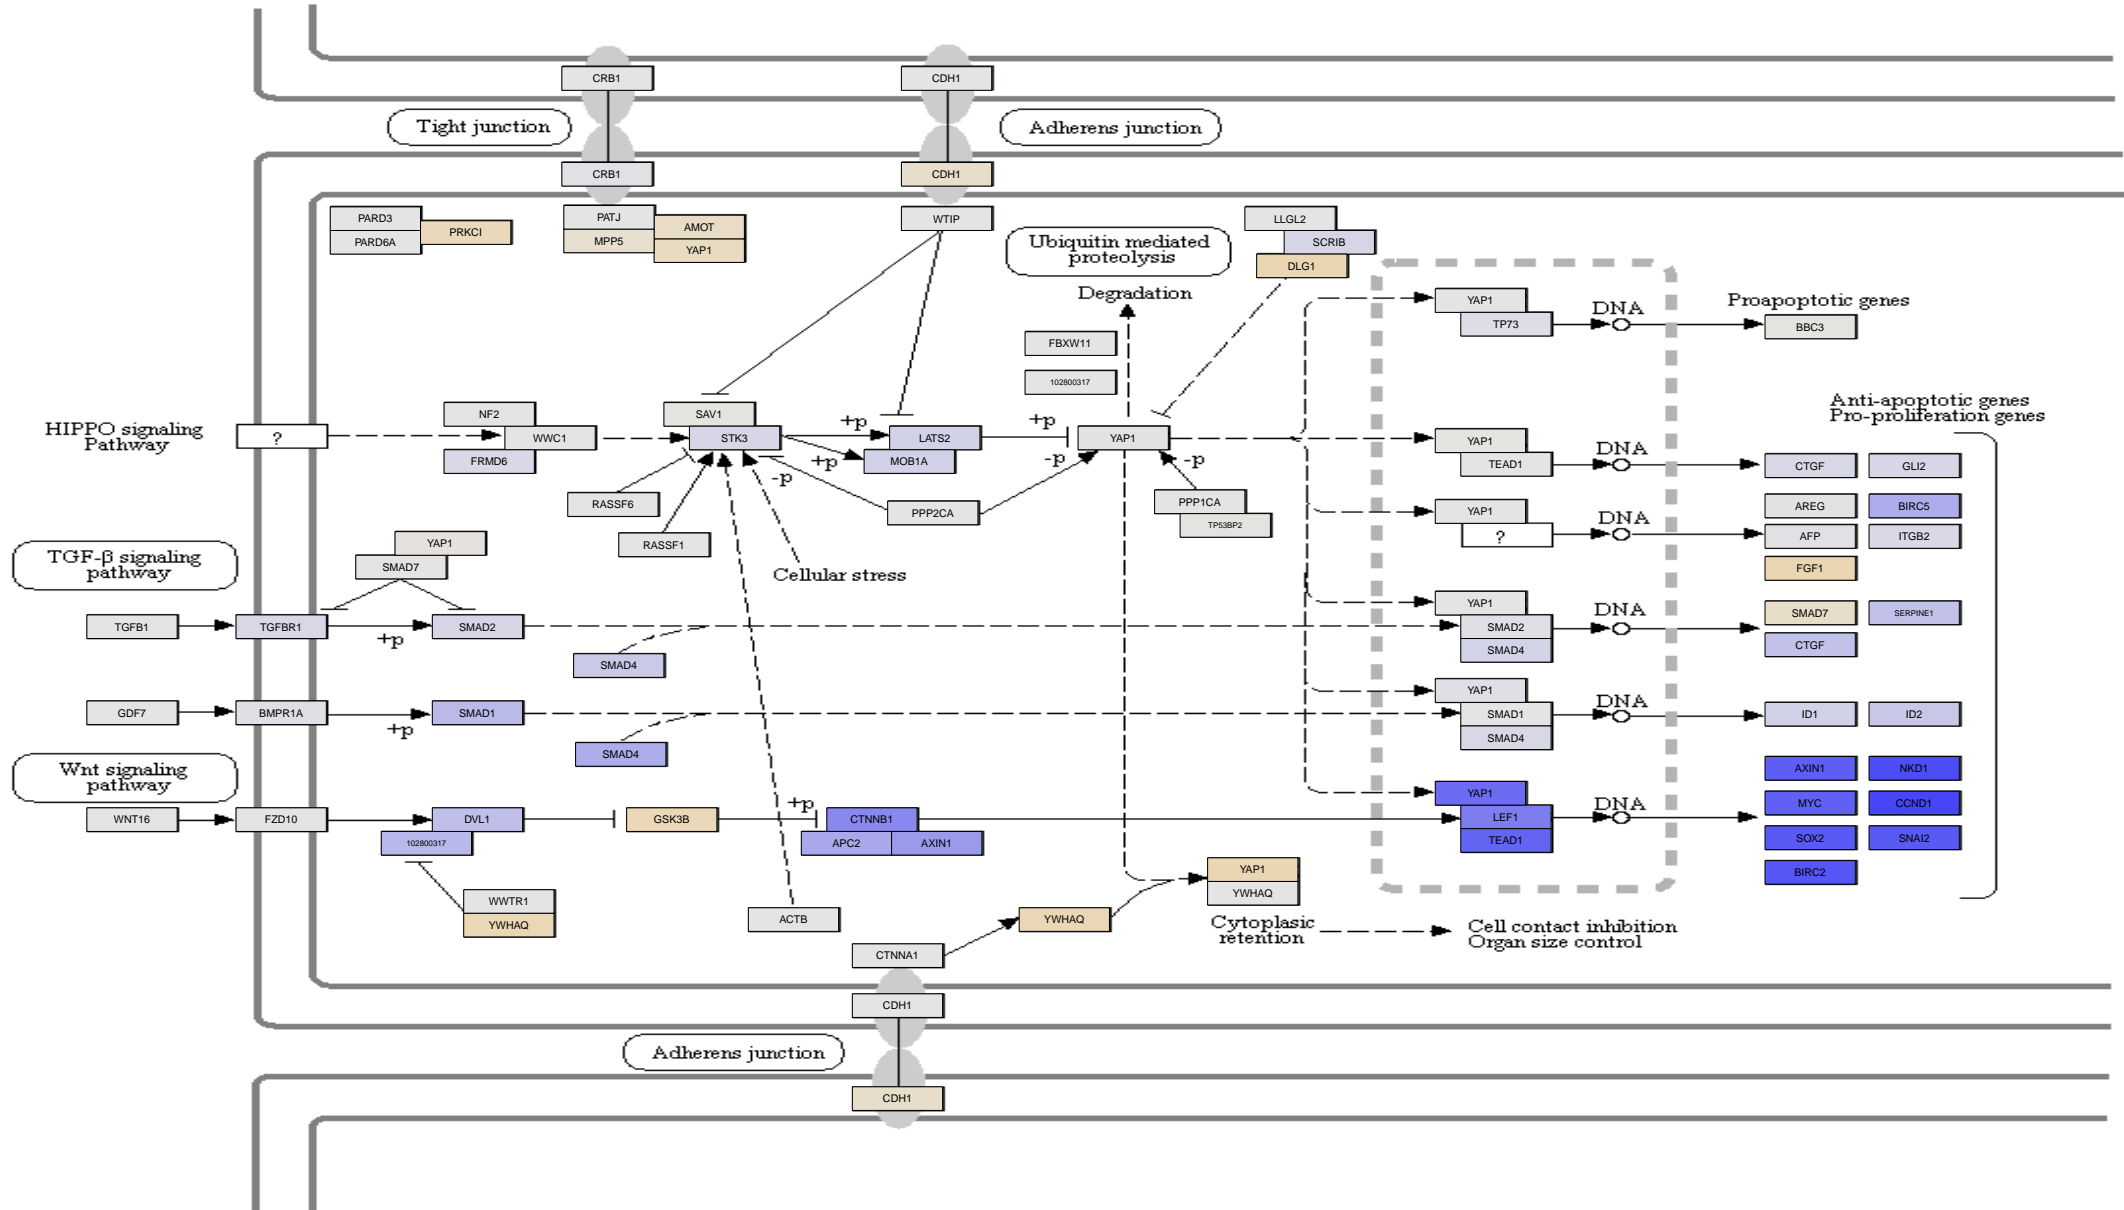 CRB1
CDH1
Tight junction
Adherens junction
CRB1
CDH1
PARD3
PARD6A
PRKCI
PATJ
MPP5
AMOT
YAP1
WTIP
Ubiquitin mediated
proteolysis
LLGL2
SCRIB
DLG1
Degradation
YAP1
TP73
DNA
Proapoptotic genes
BBC3
FBXW11
102800317
Anti-apoptotic genes
Pro-proliferation genes
HIPPO signaling
Pathway
?
NF2
WWC1
FRMD6
SAV1
STK3
+p
+p
-p
LATS2
MOB1A
+p
YAP1
-p
-p
YAP1
TEAD1
DNA
CTGF
GLI2
RASSF6
RASSF1
PPP2CA
PPP1CA
TP53BP2
YAP1
?
DNA
AREG
BIRC5
AFP
ITGB2
FGF1
Cellular stress
TGF-β signaling
pathway
YAP1
SMAD7
TGFB1
TGFBR1
+p
SMAD2
SMAD4
YAP1
SMAD2
SMAD4
DNA
SMAD7
SERPINE1
CTGF
GDF7
BMPR1A
+p
SMAD1
SMAD4
YAP1
SMAD1
SMAD4
DNA
ID1
ID2
Wnt signaling
pathway
WNT16
FZD10
DVL1
102800317
GSK3B
+p
CTNNB1
APC2
AXIN1
YAP1
LEF1
TEAD1
DNA
AXIN1
NKD1
MYC
CCND1
SOX2
SNAI2
BIRC2
WWTR1
YWHAQ
ACTB
YWHAQ
YAP1
YWHAQ
Cytoplasic
retention
Cell contact inhibition
Organ size control
CTNNA1
CDH1
Adherens junction
CDH1